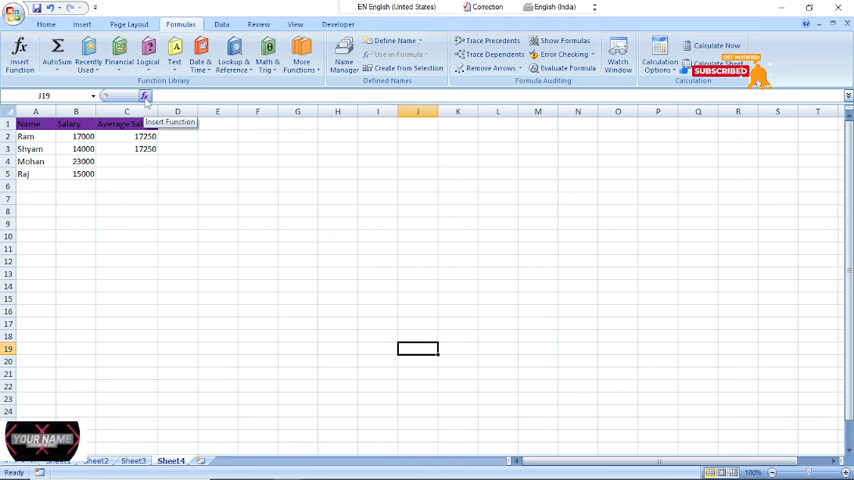 EN English (United States) Correction English (India)
Home Insert Page Layout Formulas Data Review View Developer
Insert Function AutoSum Recently Used Financial Logical Text Date & Time Lookup & Reference Math & Trig More Functions
Function Library
Name Manager Define Name Use in Formula Create from Selection
Defined Names
Trace Precedents Trace Dependents Remove Arrows Show Formulas Error Checking Evaluate Formula
Formula Auditing
Watch Window
Calculation Options Calculate Now
Calculation
GET NOTIFIED
SUBSCRIBED
J19 fx
Insert Function
A B C D E F G H I J K L M N O P Q R S T
1 Name Salary Average Sal
2 Ram 17000 17250
3 Shyam 14000 17250
4 Mohan 23000
5 Raj 15000
6
7
8
9
10
11
12
13
14
15
16
17
18
19
20
21
22
23
24
YOUR NAME
Sheet1 Sheet2 Sheet3 Sheet4
Ready 100%